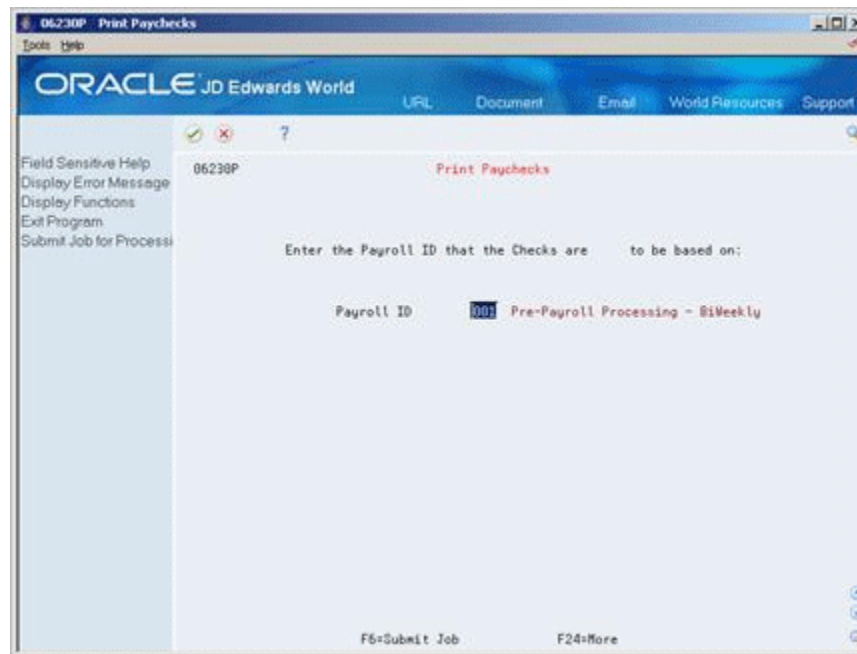 06230P Print Paychecks
Tools Help
ORACLE JD Edwards World
URL Document Email World Resources Support
?
Field Sensitive Help
Display Error Message
Display Functions
Exit Program
Submit Job for Processi
06230P Print Paychecks
Enter the Payroll ID that the Checks are to be based on:
Payroll ID 001 Pre-Payroll Processing - BiWeekly
F6=Submit Job F24=More